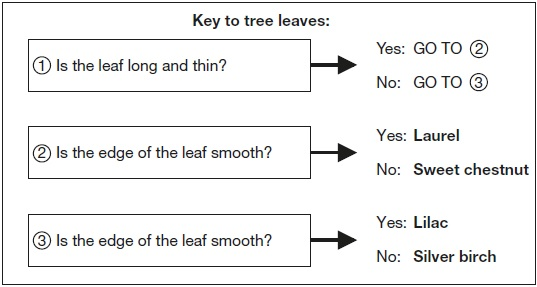 Key to tree leaves:
① Is the leaf long and thin?
Yes: GO TO ②
No: GO TO ③
② Is the edge of the leaf smooth?
Yes: Laurel
No: Sweet chestnut
③ Is the edge of the leaf smooth?
Yes: Lilac
No: Silver birch